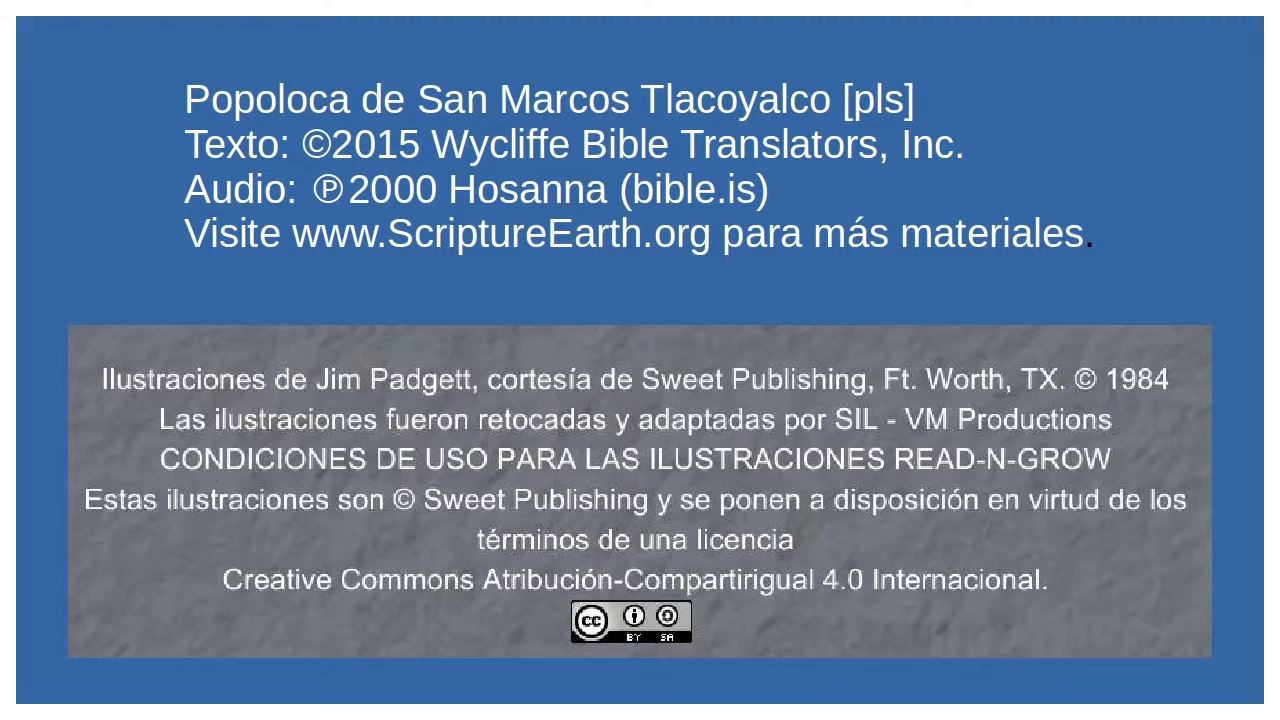 Popoloca de San Marcos Tlacoyalco [pls]
Texto: ©2015 Wycliffe Bible Translators, Inc.
Audio: ℗2000 Hosanna (bible.is)
Visite www.ScriptureEarth.org para más materiales.
Ilustraciones de Jim Padgett, cortesía de Sweet Publishing, Ft. Worth, TX. © 1984
Las ilustraciones fueron retocadas y adaptadas por SIL - VM Productions
CONDICIONES DE USO PARA LAS ILUSTRACIONES READ-N-GROW
Estas ilustraciones son © Sweet Publishing y se ponen a disposición en virtud de los
términos de una licencia
Creative Commons Atribución-Compartirigual 4.0 Internacional.
cc
BY SA